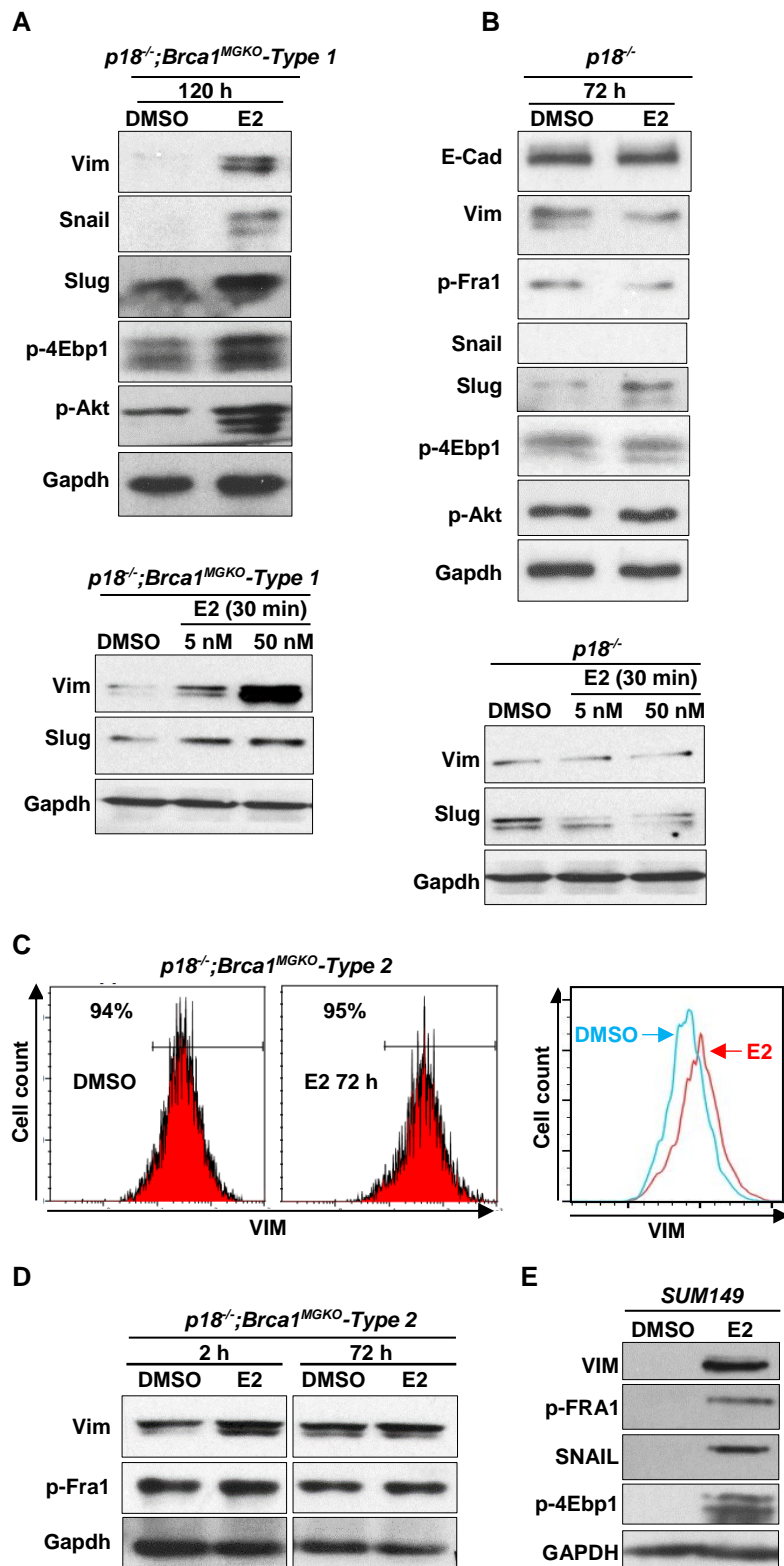 A
p18-/-;Brca1MGKO-Type 1
120 h
DMSO E2
Vim
Snail
Slug
p-4Ebp1
p-Akt
Gapdh
p18-/-;Brca1MGKO-Type 1
E2 (30 min)
DMSO 5 nM 50 nM
Vim
Slug
Gapdh
B
p18-/-
72 h
DMSO E2
E-Cad
Vim
p-Fra1
Snail
Slug
p-4Ebp1
p-Akt
Gapdh
p18-/-
E2 (30 min)
DMSO 5 nM 50 nM
Vim
Slug
Gapdh
C
p18-/-;Brca1MGKO-Type 2
Cell count
94%
DMSO
95%
E2 72 h
VIM
Cell count
DMSO
E2
VIM
D
p18-/-;Brca1MGKO-Type 2
2 h 72 h
DMSO E2 DMSO E2
Vim
p-Fra1
Gapdh
E
SUM149
DMSO E2
VIM
p-FRA1
SNAIL
p-4Ebp1
GAPDH